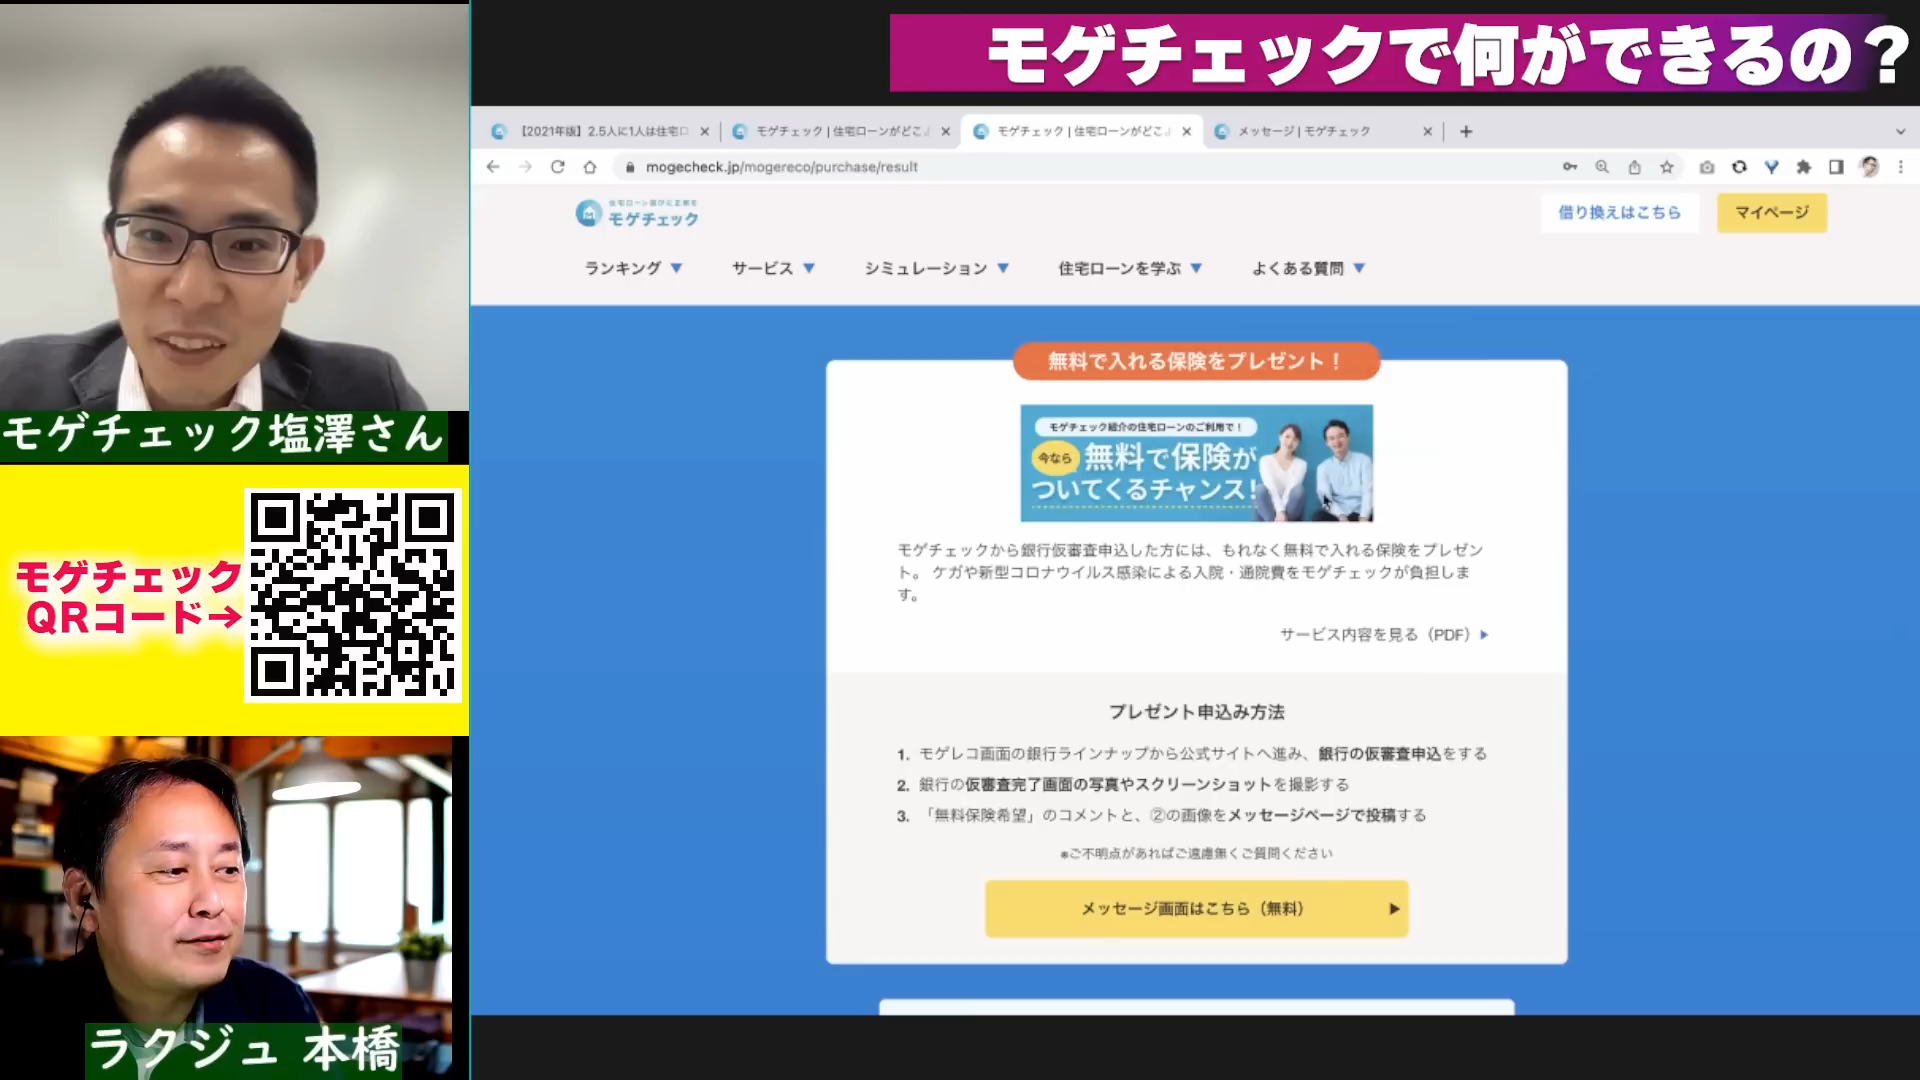 モゲチェックで何ができるの？
【2021年版】2.5人に1人は住宅ロ
モゲチェック | 住宅ローンがどこ
モゲチェック | 住宅ローンがどこ
メッセージ | モゲチェック
mogecheck.jp/mogereco/purchase/result
モゲチェック
借り換えはこちら
マイページ
ランキング ▼
サービス ▼
シミュレーション ▼
住宅ローンを学ぶ ▼
よくある質問 ▼
無料で入れる保険をプレゼント！
モゲチェック紹介の住宅ローンのご利用で！
今なら 無料で保険が
ついてくるチャンス！
モゲチェックから銀行仮審査申込した方には、もれなく無料で入れる保険をプレゼン
ト。 ケガや新型コロナウイルス感染による入院・通院費をモゲチェックが負担しま
す。
サービス内容を見る（PDF）
プレゼント申込み方法
1. モゲレコ画面の銀行ラインナップから公式サイトへ進み、銀行の仮審査申込をする
2. 銀行の仮審査完了画面の写真やスクリーンショットを撮影する
3. 「無料保険希望」のコメントと、②の画像をメッセージページで投稿する
※ご不明点があればご遠慮無くご質問ください
メッセージ画面はこちら（無料）
モゲチェック塩澤さん
モゲチェック
QRコード→
ラクジュ 本橋